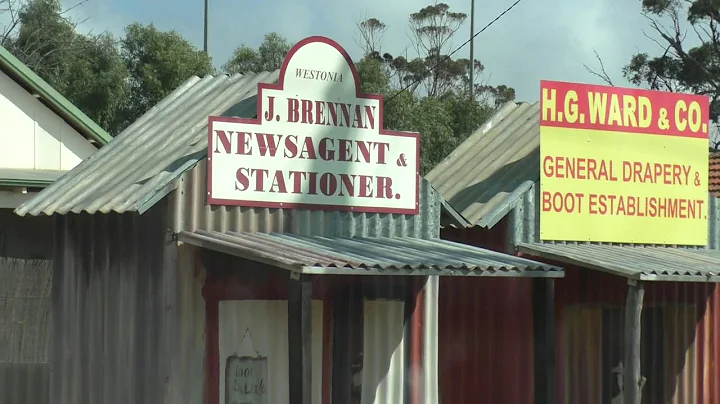 WESTONIA
J. BRENNAN
NEWSAGENT &
STATIONER.
H.G. WARD & CO.
GENERAL DRAPERY &
BOOT ESTABLISHMENT.